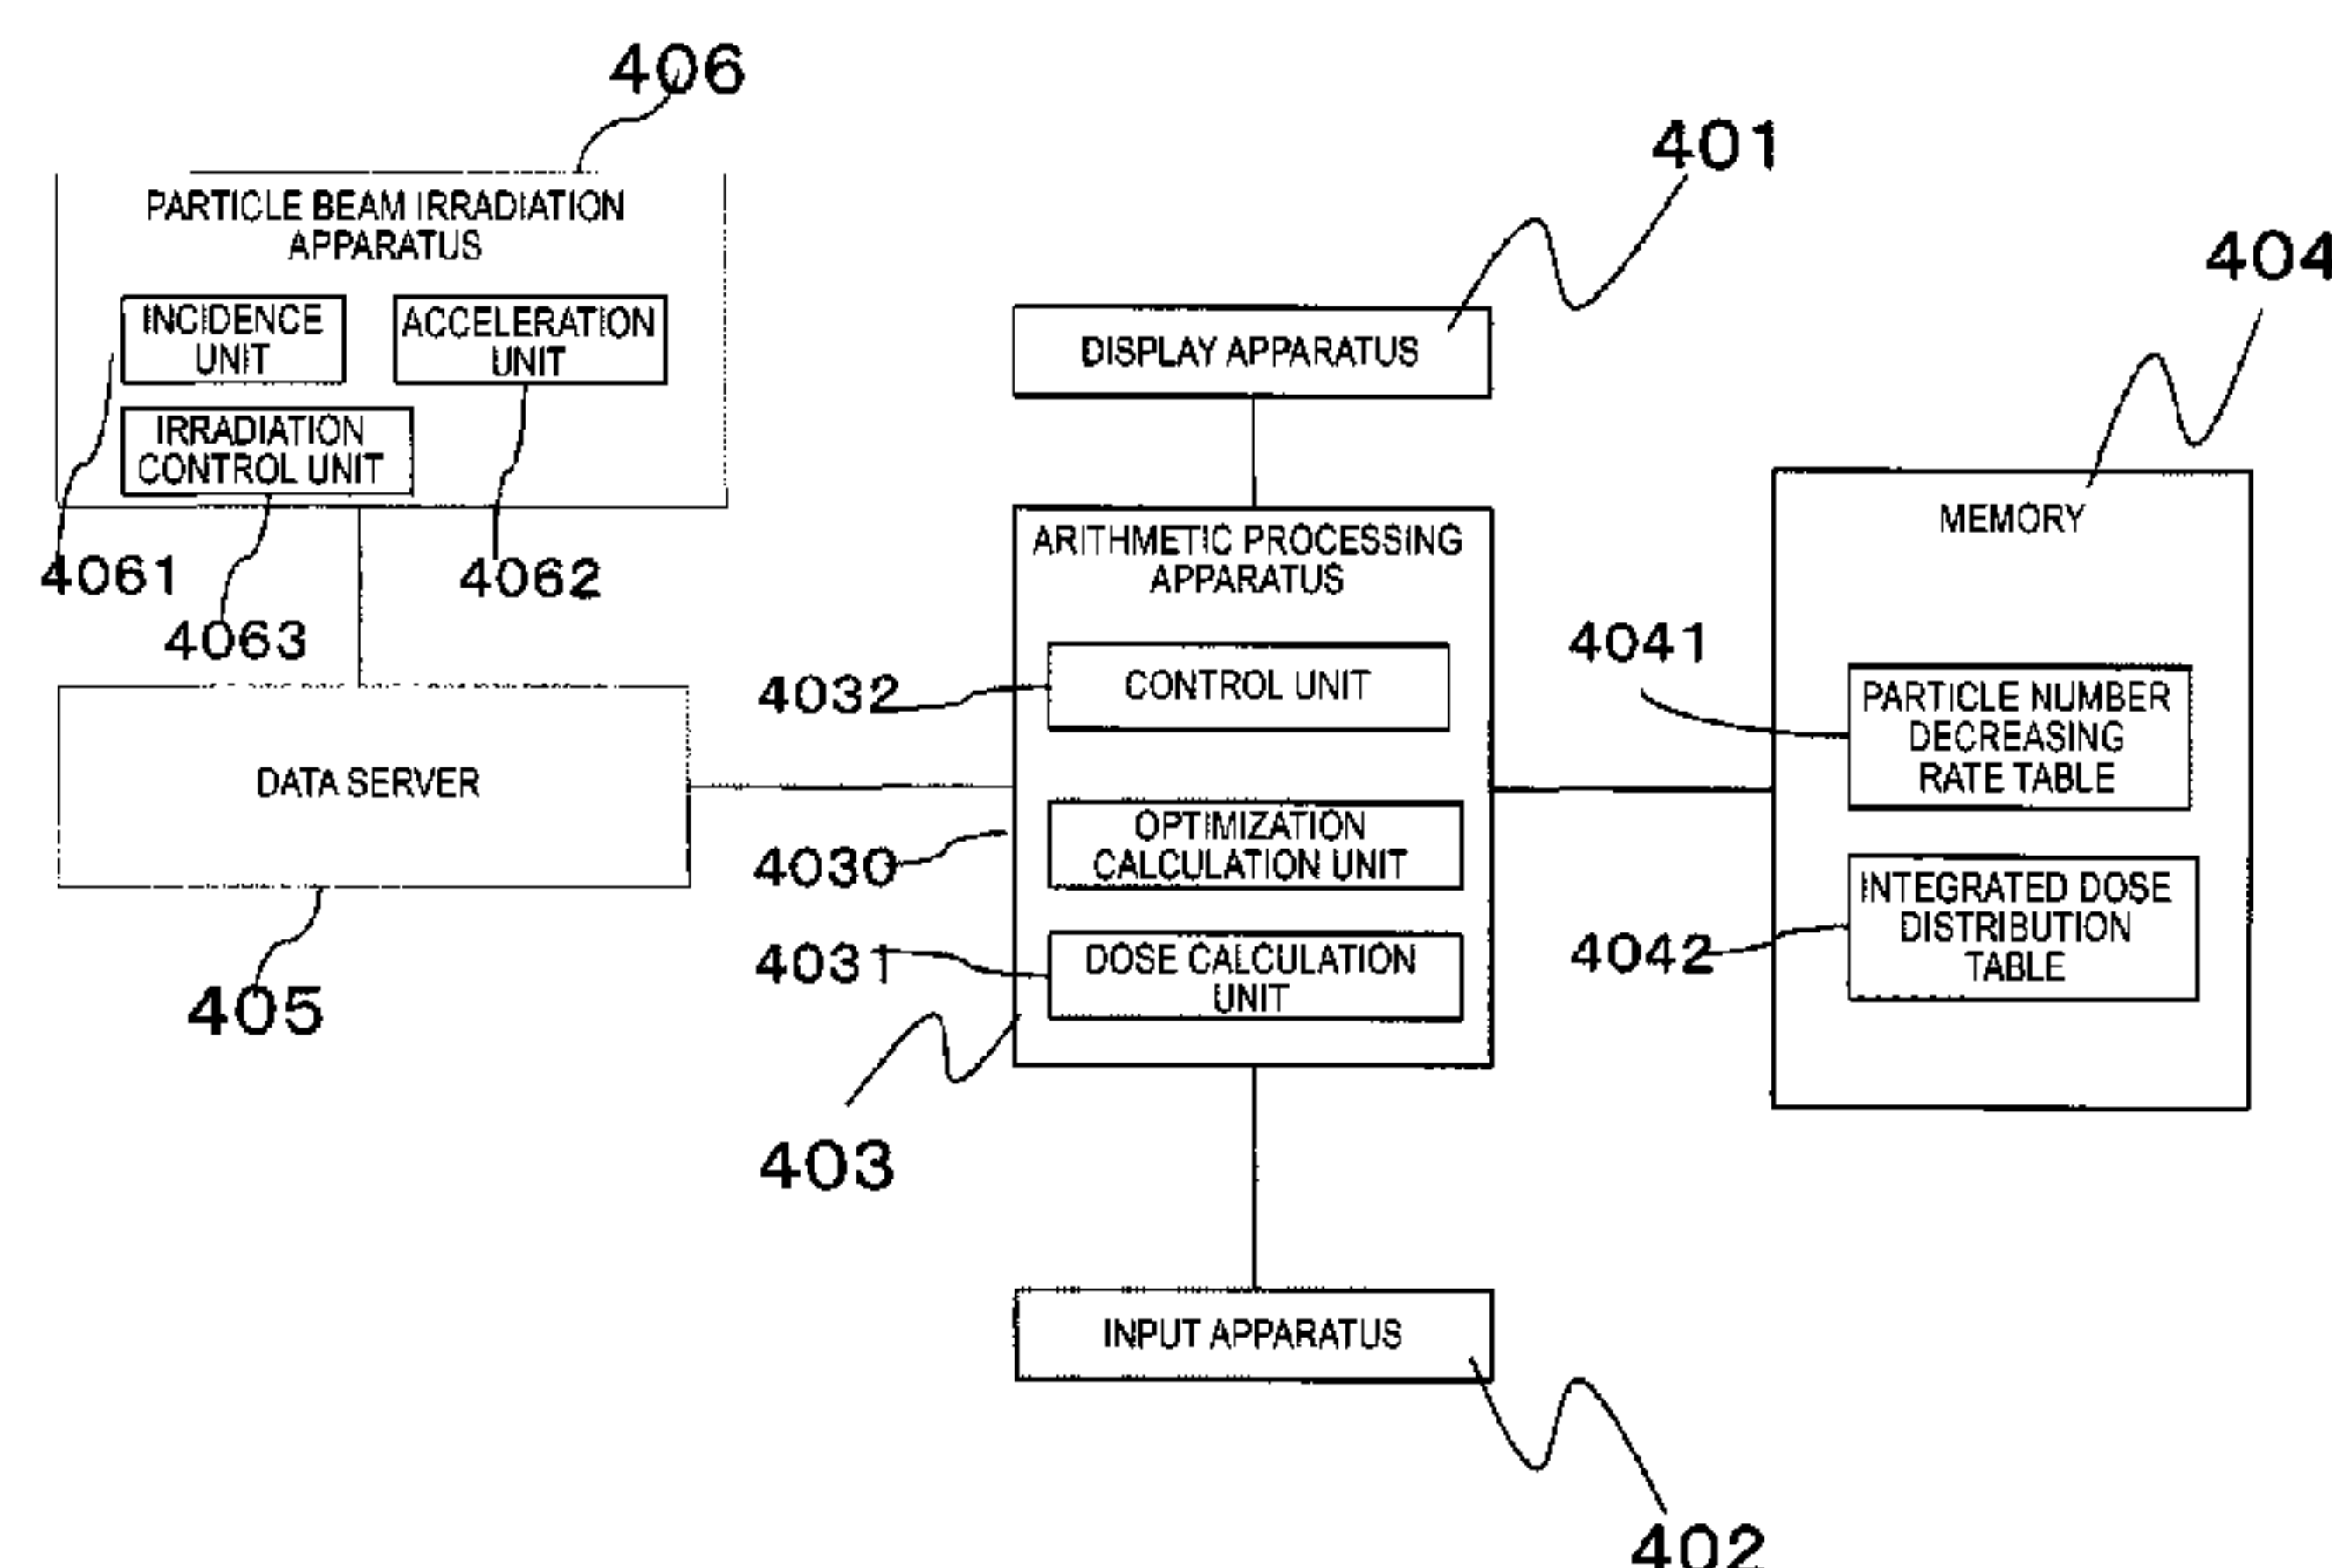 406
PARTICLE BEAM IRRADIATION
APPARATUS
INCIDENCE
UNIT
ACCELERATION
UNIT
IRRADIATION
CONTROL UNIT
4061
4062
4063
401
DISPLAY APPARATUS
404
MEMORY
ARITHMETIC PROCESSING
APPARATUS
4032
CONTROL UNIT
4041
PARTICLE NUMBER
DECREASING
RATE TABLE
DATA SERVER
405
4030
OPTIMIZATION
CALCULATION UNIT
4031
DOSE CALCULATION
UNIT
4042
INTEGRATED DOSE
DISTRIBUTION
TABLE
403
INPUT APPARATUS
402